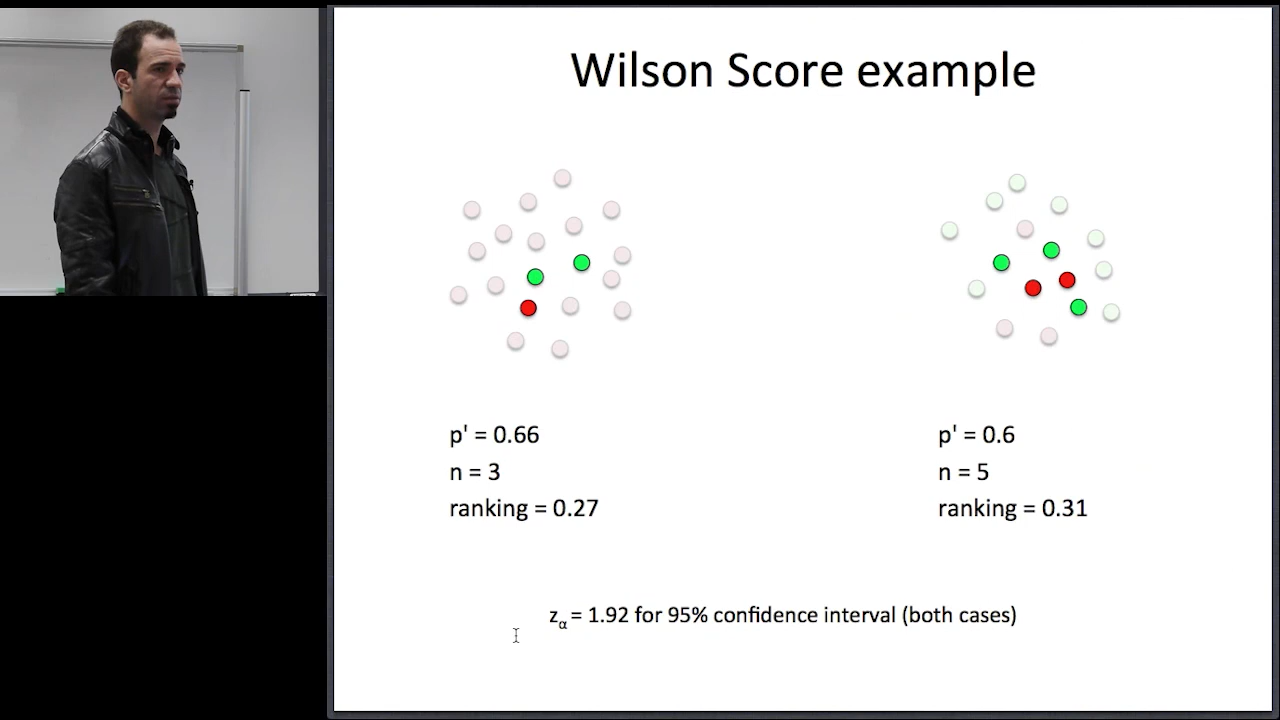 Wilson Score example
p' = 0.66
n = 3
ranking = 0.27
p' = 0.6
n = 5
ranking = 0.31
zα = 1.92 for 95% confidence interval (both cases)